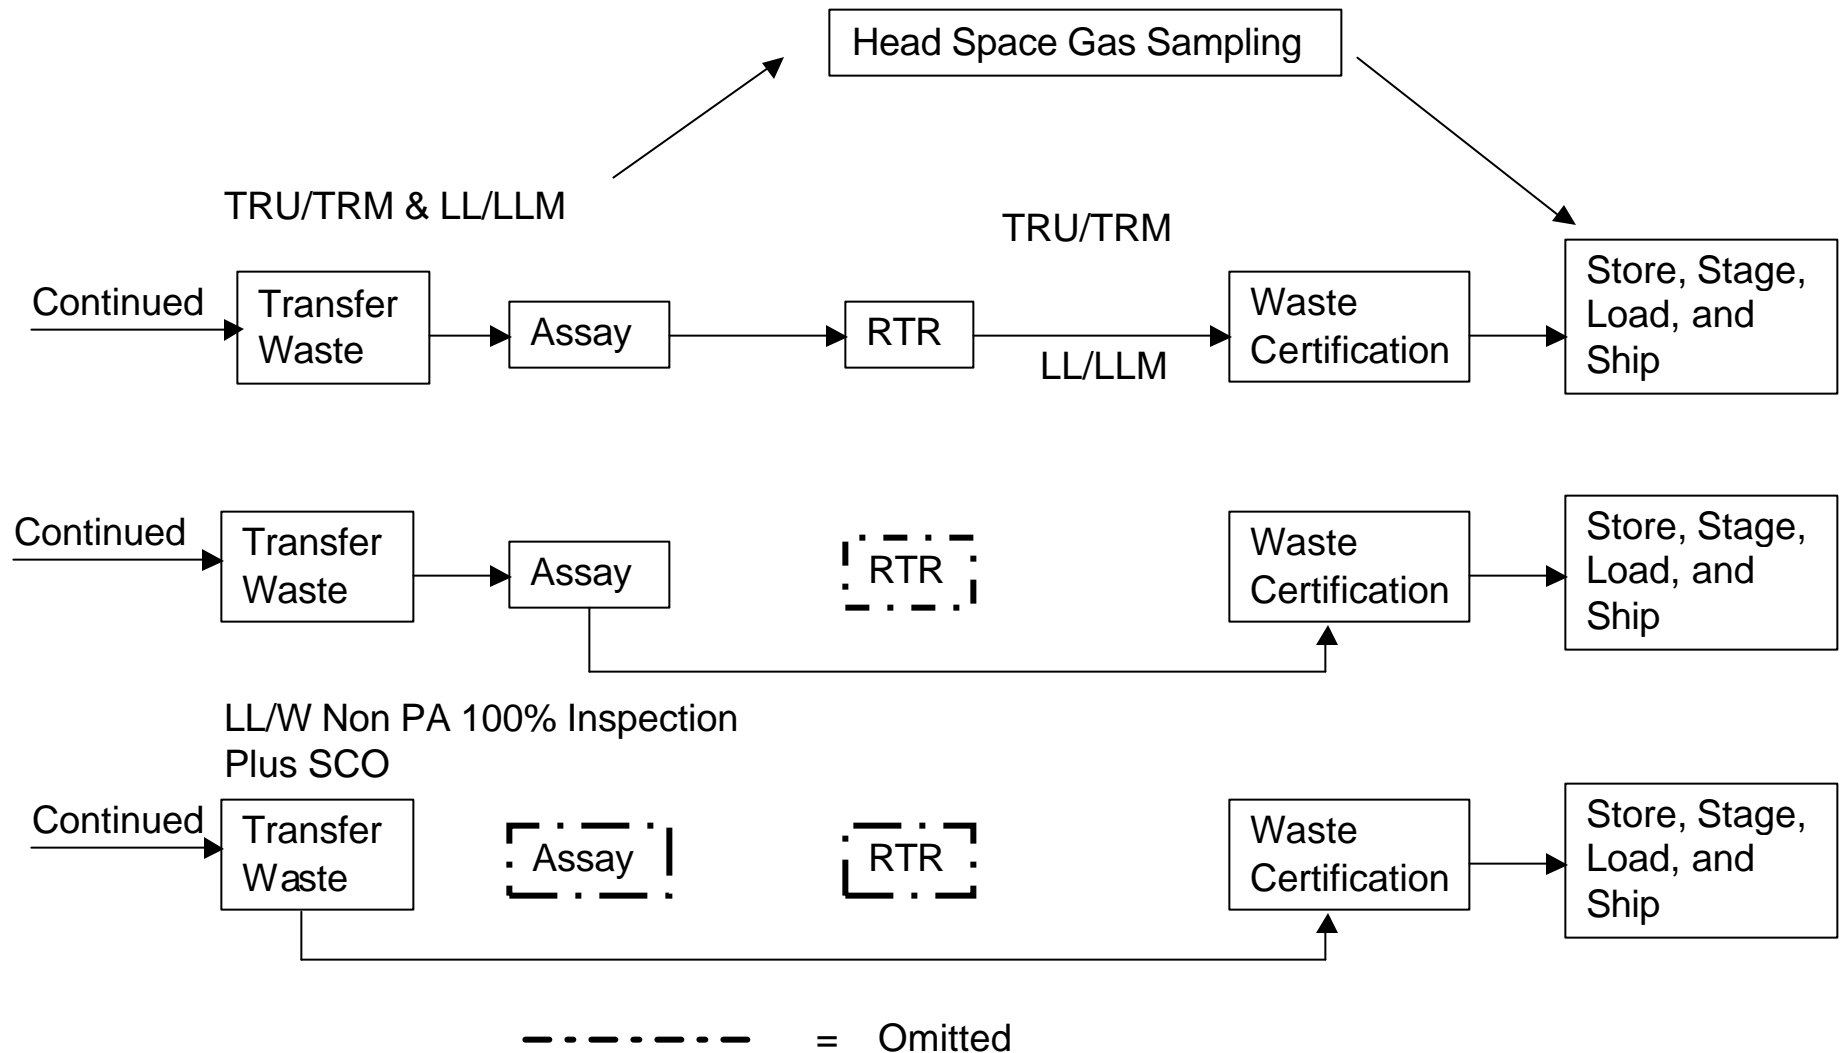 Head Space Gas Sampling
TRU/TRM & LL/LLM
TRU/TRM
Continued
Transfer
Waste
Assay
RTR
LL/LLM
Waste
Certification
Store, Stage,
Load, and
Ship
Continued
Transfer
Waste
Assay
RTR
Waste
Certification
Store, Stage,
Load, and
Ship
LL/W Non PA 100% Inspection
Plus SCO
Continued
Transfer
Waste
Assay
RTR
Waste
Certification
Store, Stage,
Load, and
Ship
= Omitted